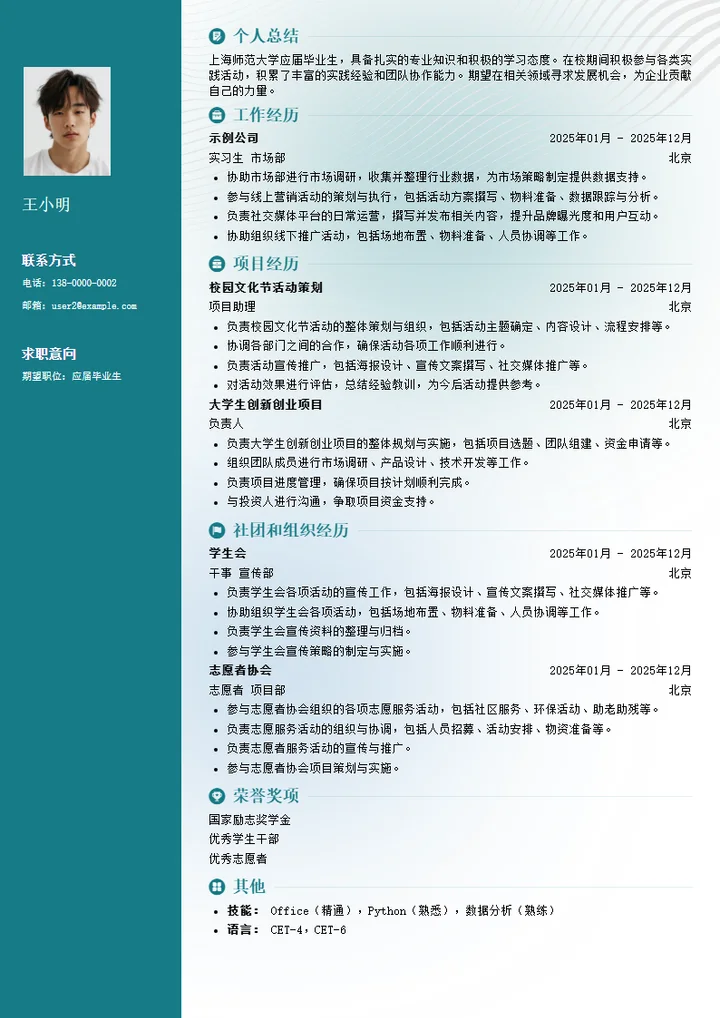 王小明
联系方式
电话：138-0000-0002
邮箱：user2@example.com
求职意向
期望职位：应届毕业生
个人总结
上海师范大学应届毕业生，具备扎实的专业知识和积极的学习态度。在校期间积极参与各类实
践活动，积累了丰富的实践经验和团队协作能力。期望在相关领域寻求发展机会，为企业贡献
自己的力量。
工作经历
示例公司 2025年01月 - 2025年12月
实习生 市场部 北京
• 协助市场部进行市场调研，收集并整理行业数据，为市场策略制定提供数据支持。
• 参与线上营销活动的策划与执行，包括活动方案撰写、物料准备、数据跟踪与分析。
• 负责社交媒体平台的日常运营，撰写并发布相关内容，提升品牌曝光度和用户互动。
• 协助组织线下推广活动，包括场地布置、物料准备、人员协调等工作。
项目经历
校园文化节活动策划 2025年01月 - 2025年12月
项目助理 北京
• 负责校园文化节活动的整体策划与组织，包括活动主题确定、内容设计、流程安排等。
• 协调各部门之间的合作，确保活动各项工作顺利进行。
• 负责活动宣传推广，包括海报设计、宣传文案撰写、社交媒体推广等。
• 对活动效果进行评估，总结经验教训，为今后活动提供参考。
大学生创新创业项目 2025年01月 - 2025年12月
负责人 北京
• 负责大学生创新创业项目的整体规划与实施，包括项目选题、团队组建、资金申请等。
• 组织团队成员进行市场调研、产品设计、技术开发等工作。
• 负责项目进度管理，确保项目按计划顺利完成。
• 与投资人进行沟通，争取项目资金支持。
社团和组织经历
学生会 2025年01月 - 2025年12月
干事 宣传部 北京
• 负责学生会各项活动的宣传工作，包括海报设计、宣传文案撰写、社交媒体推广等。
• 协助组织学生会各项活动，包括场地布置、物料准备、人员协调等工作。
• 负责学生会宣传资料的整理与归档。
• 参与学生会宣传策略的制定与实施。
志愿者协会 2025年01月 - 2025年12月
志愿者 项目部 北京
• 参与志愿者协会组织的各项志愿服务活动，包括社区服务、环保活动、助老助残等。
• 负责志愿服务活动的组织与协调，包括人员招募、活动安排、物资准备等。
• 负责志愿者服务活动的宣传与推广。
• 参与志愿者协会项目策划与实施。
荣誉奖项
国家励志奖学金
优秀学生干部
优秀志愿者
其他
• 技能： Office（精通），Python（熟悉），数据分析（熟练）
• 语言： CET-4，CET-6